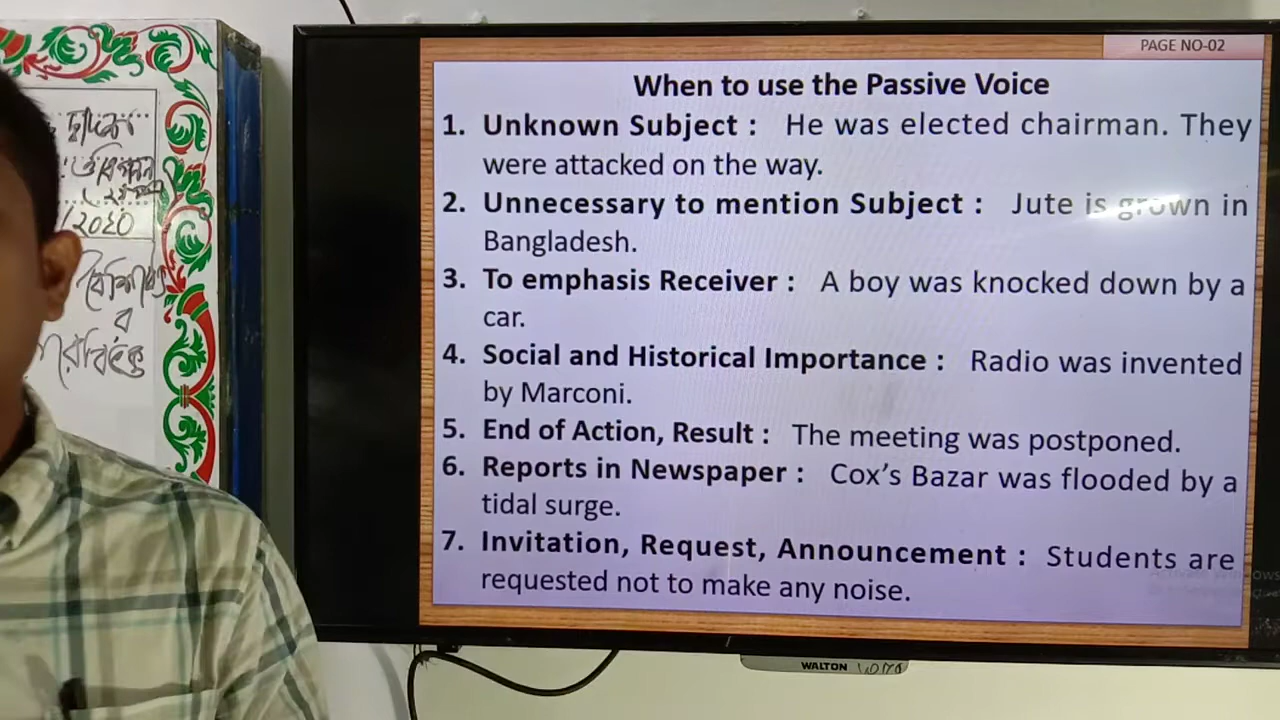 PAGE NO-02
When to use the Passive Voice
1. Unknown Subject : He was elected chairman. They
were attacked on the way.
2. Unnecessary to mention Subject : Jute is grown in
Bangladesh.
3. To emphasis Receiver : A boy was knocked down by a
car.
4. Social and Historical Importance : Radio was invented
by Marconi.
5. End of Action, Result : The meeting was postponed.
6. Reports in Newspaper : Cox's Bazar was flooded by a
tidal surge.
7. Invitation, Request, Announcement : Students are
requested not to make any noise.
WALTON